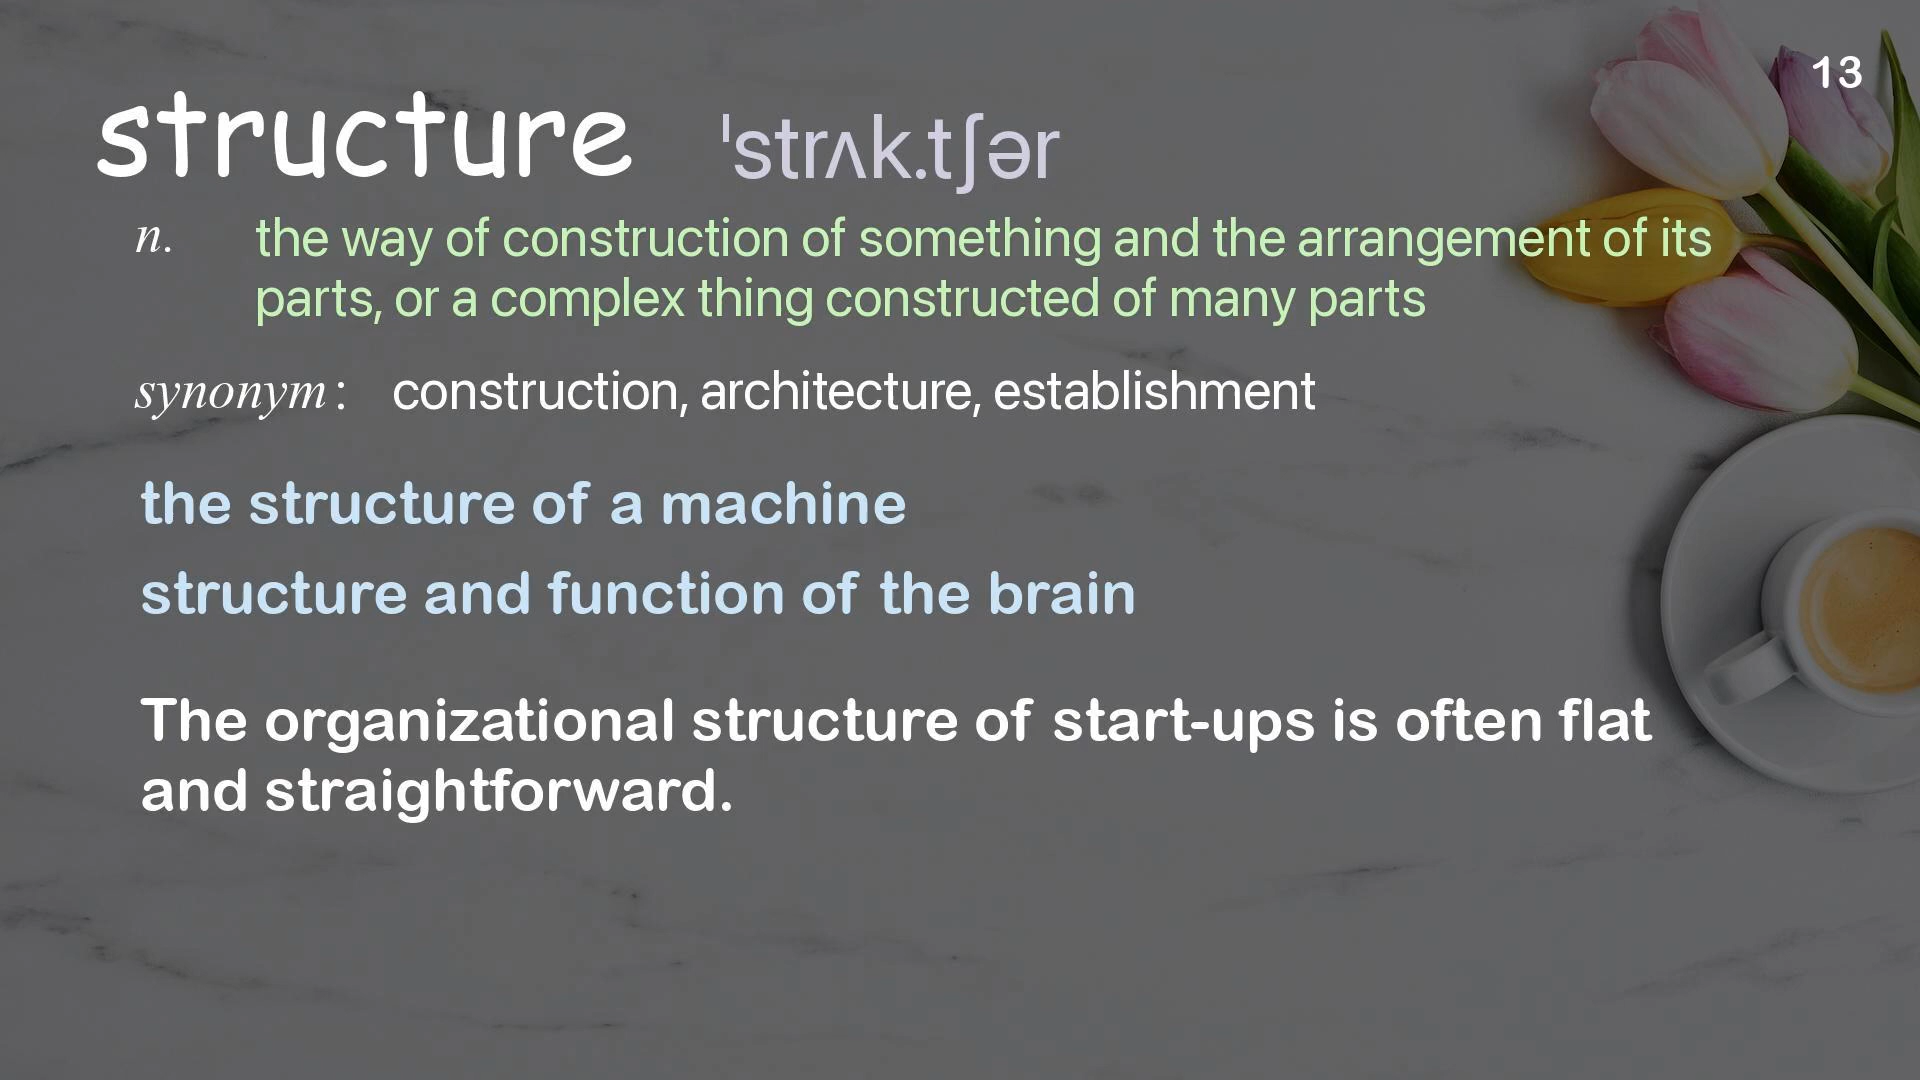 13
structure ˈstrʌk.tʃər
n. the way of construction of something and the arrangement of its
parts, or a complex thing constructed of many parts
synonym: construction, architecture, establishment
the structure of a machine
structure and function of the brain
The organizational structure of start-ups is often flat
and straightforward.